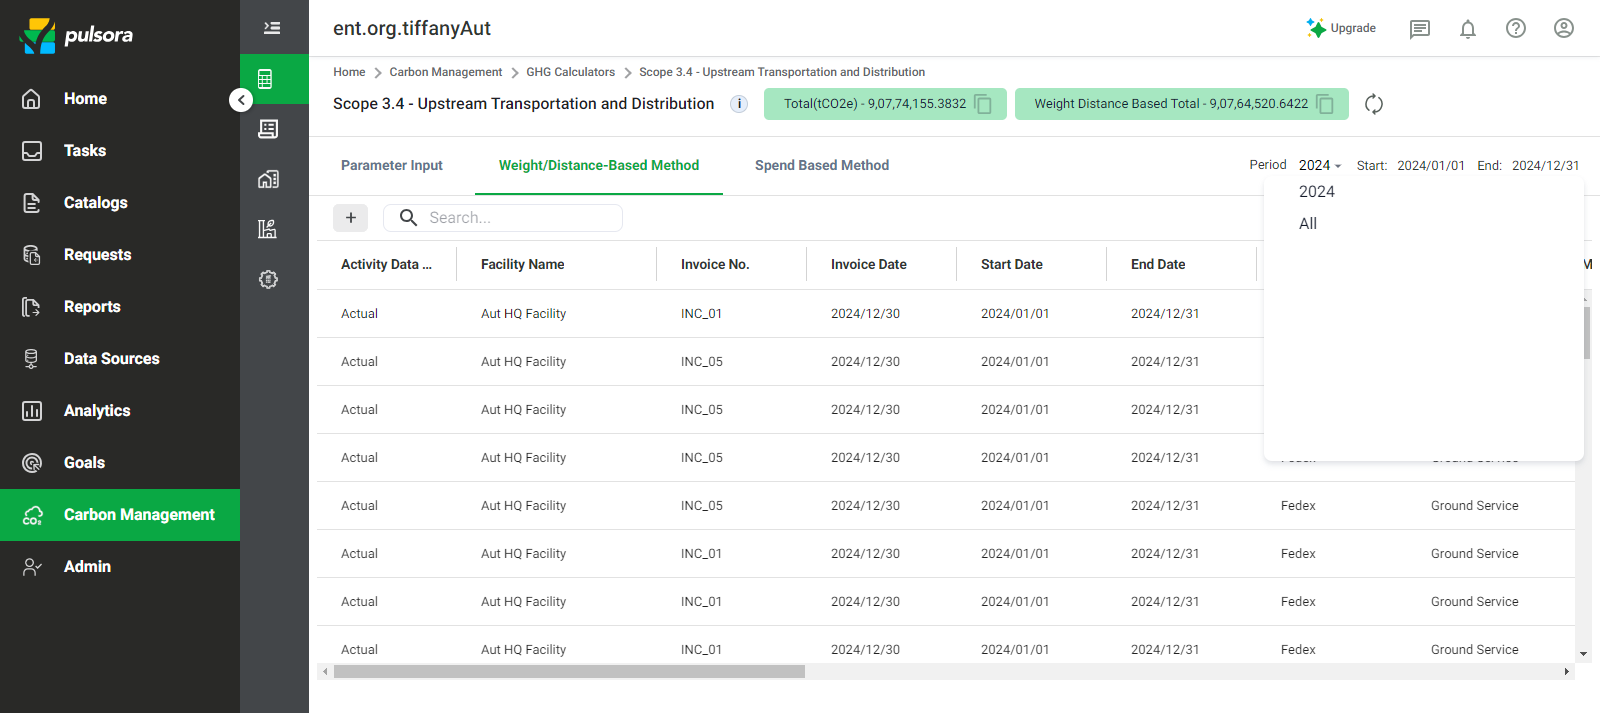 pulsora
ent.org.tiffanyAut
Upgrade
Home
Tasks
Catalogs
Requests
Reports
Data Sources
Analytics
Goals
Carbon Management
Admin
Home > Carbon Management > GHG Calculators > Scope 3.4 - Upstream Transportation and Distribution
Scope 3.4 - Upstream Transportation and Distribution i Total(tCO2e) - 9,07,74,155.3832 Weight Distance Based Total - 9,07,64,520.6422
Parameter Input Weight/Distance-Based Method Spend Based Method Period 2024 Start: 2024/01/01 End: 2024/12/31
2024
All
+ Search...
Activity Data ... Facility Name Invoice No. Invoice Date Start Date End Date M
Actual Aut HQ Facility INC_01 2024/12/30 2024/01/01 2024/12/31
Actual Aut HQ Facility INC_05 2024/12/30 2024/01/01 2024/12/31
Actual Aut HQ Facility INC_05 2024/12/30 2024/01/01 2024/12/31
Actual Aut HQ Facility INC_05 2024/12/30 2024/01/01 2024/12/31 Fedex Ground Service
Actual Aut HQ Facility INC_05 2024/12/30 2024/01/01 2024/12/31 Fedex Ground Service
Actual Aut HQ Facility INC_01 2024/12/30 2024/01/01 2024/12/31 Fedex Ground Service
Actual Aut HQ Facility INC_01 2024/12/30 2024/01/01 2024/12/31 Fedex Ground Service
Actual Aut HQ Facility INC_01 2024/12/30 2024/01/01 2024/12/31 Fedex Ground Service